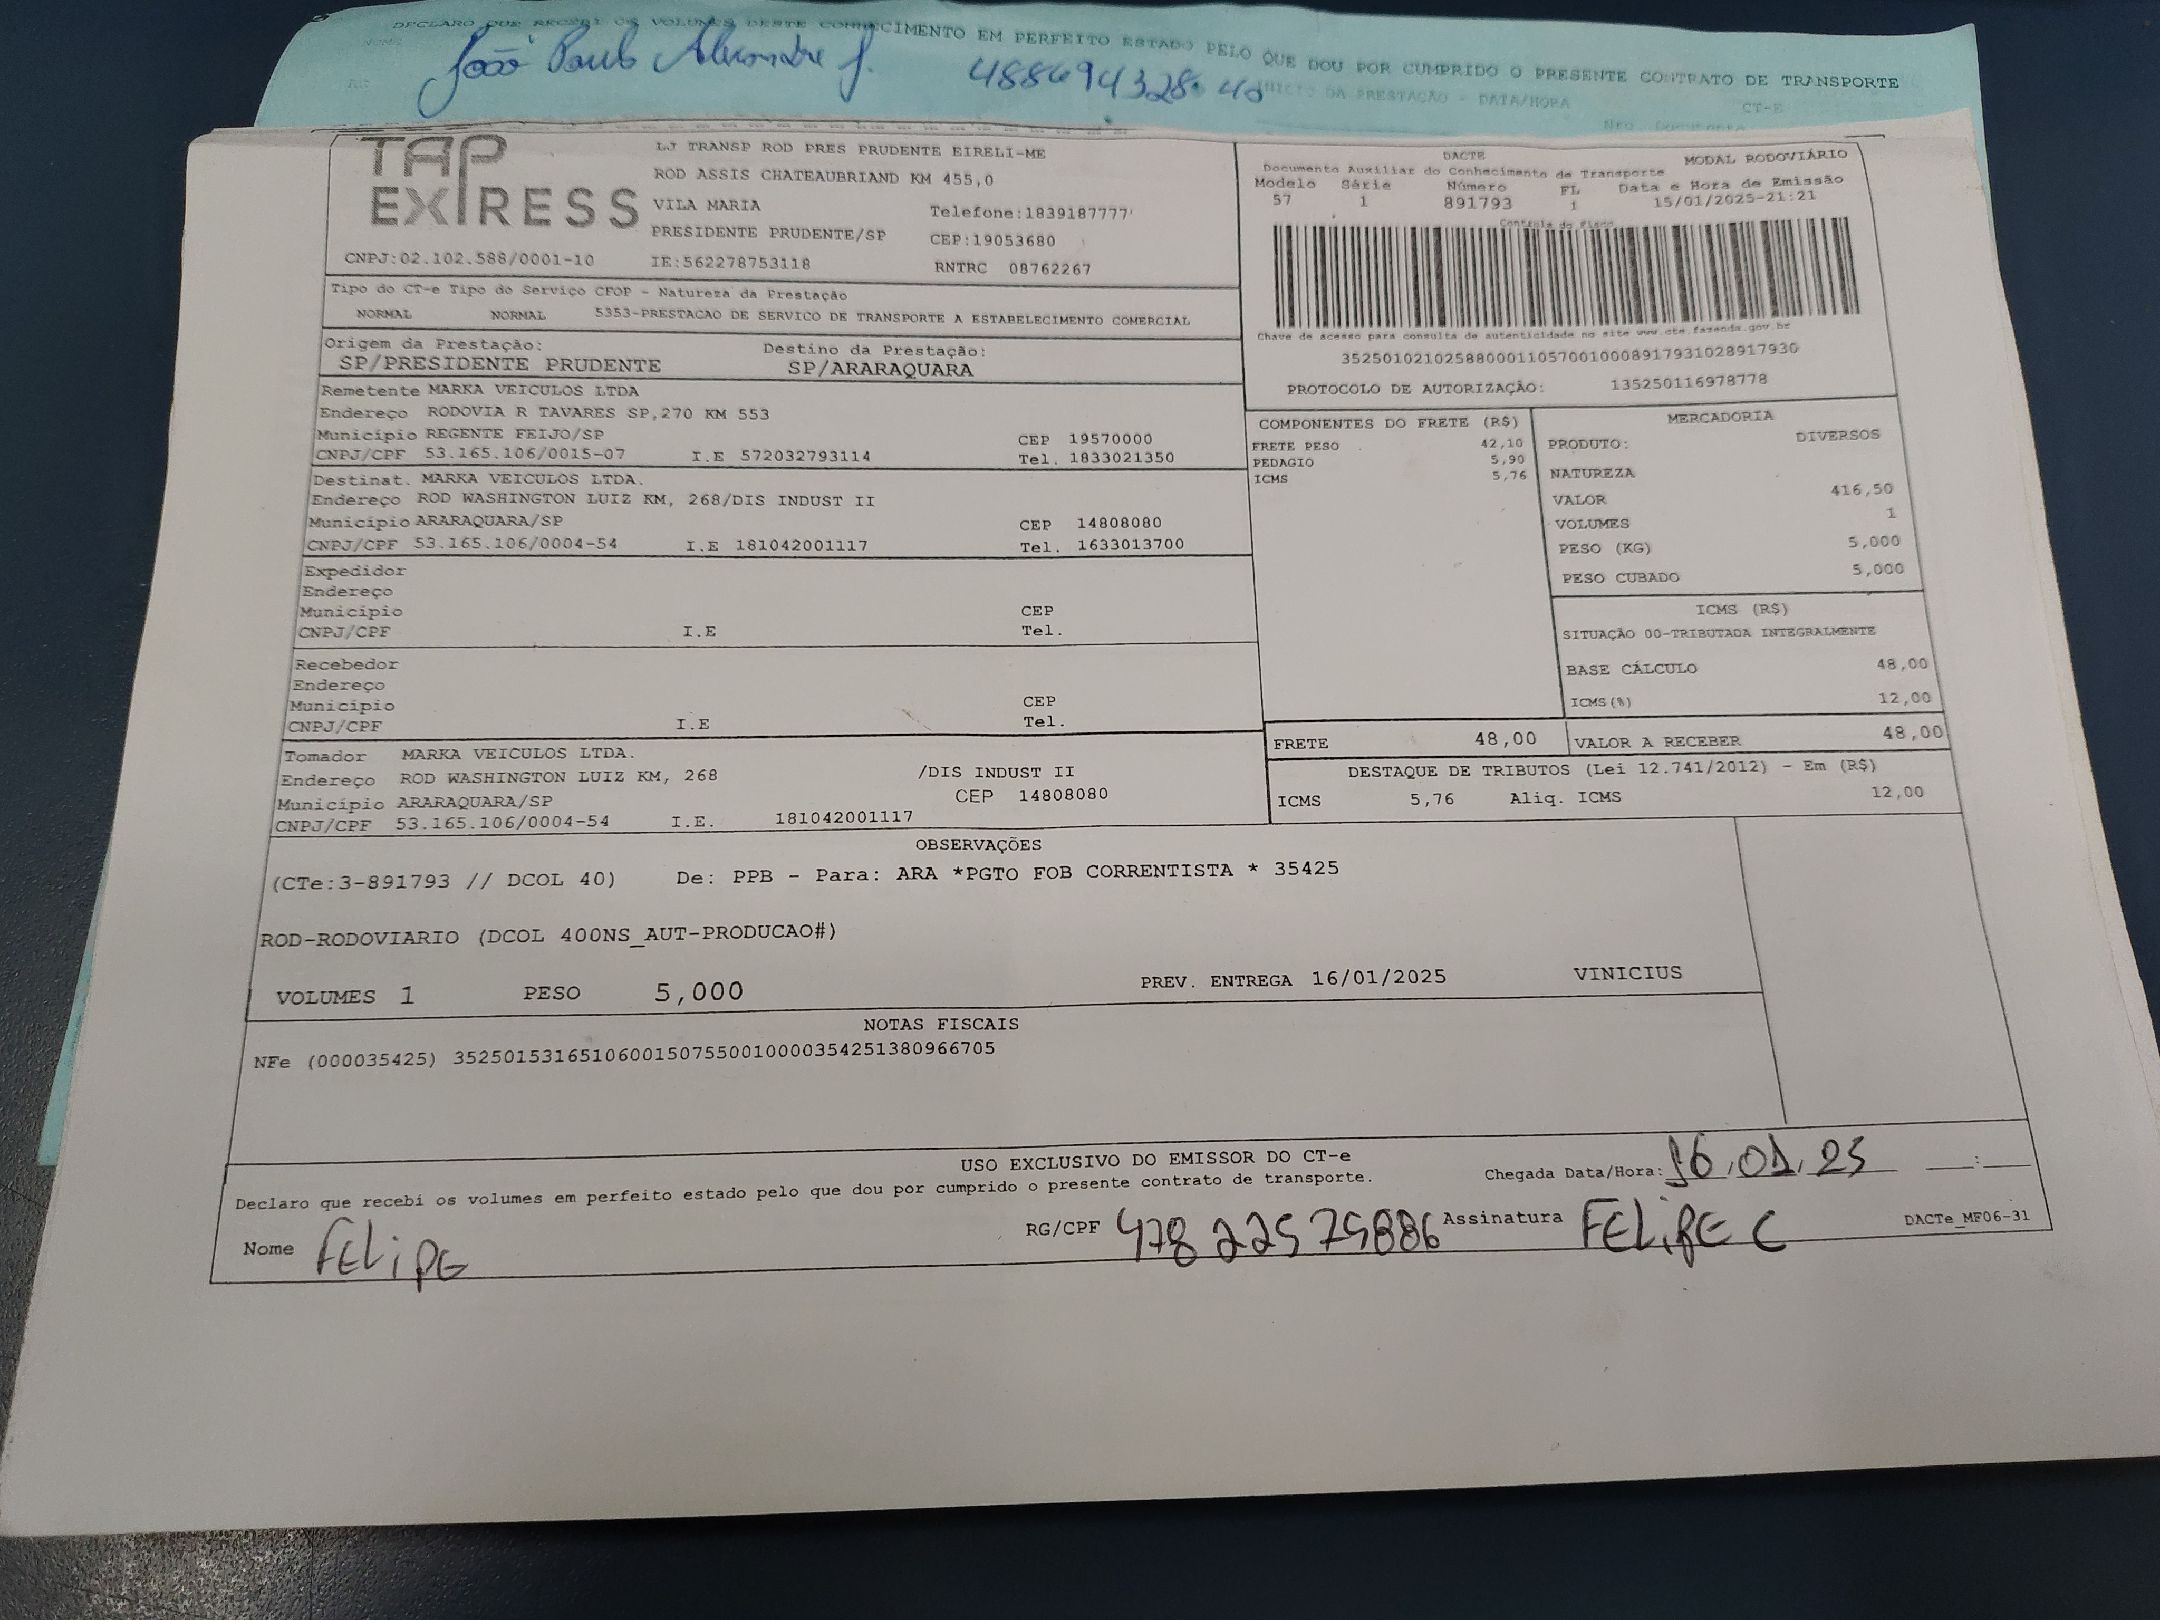 DECLARO QUE RECEBI OS VOLUMES DESTE CONHECIMENTO EM PERFEITO ESTADO PELO QUE DOU POR CUMPRIDO O PRESENTE CONTRATO DE TRANSPORTE
NOME João Paulo Alexandre J. 488694328-40
RG INICIO DA PRESTAÇÃO - DATA/HORA CT-E
Nro. Documento
TAP EXPRESS
LJ TRANSP ROD PRES PRUDENTE EIRELI-ME
ROD ASSIS CHATEAUBRIAND KM 455,0
VILA MARIA Telefone:1839187777
PRESIDENTE PRUDENTE/SP CEP:19053680
CNPJ:02.102.588/0001-10 IE:562278753118 RNTRC 08762267
DACTE MODAL RODOVIÁRIO
Documento Auxiliar do Conhecimento de Transporte
Modelo Série Número FL Data e Hora de Emissão
57 1 891793 1 15/01/2025-21:21
Controle do Fisco
Chave de acesso para consulta de autenticidade no site www.cte.fazenda.gov.br
35250102102588000110570010008917931028917930
PROTOCOLO DE AUTORIZAÇÃO: 135250116978778
Tipo do CT-e Tipo do Serviço CFOP - Natureza da Prestação
NORMAL NORMAL 5353-PRESTACAO DE SERVICO DE TRANSPORTE A ESTABELECIMENTO COMERCIAL
Origem da Prestação: Destino da Prestação:
SP/PRESIDENTE PRUDENTE SP/ARARAQUARA
Remetente MARKA VEICULOS LTDA
Endereço RODOVIA R TAVARES SP,270 KM 553
Município REGENTE FEIJO/SP CEP 19570000
CNPJ/CPF 53.165.106/0015-07 I.E 572032793114 Tel. 1833021350
Destinat. MARKA VEICULOS LTDA.
Endereço ROD WASHINGTON LUIZ KM, 268/DIS INDUST II
Município ARARAQUARA/SP CEP 14808080
CNPJ/CPF 53.165.106/0004-54 I.E 181042001117 Tel. 1633013700
Expedidor
Endereço
Município CEP
CNPJ/CPF I.E Tel.
Recebedor
Endereço
Município CEP
CNPJ/CPF I.E Tel.
Tomador MARKA VEICULOS LTDA.
Endereço ROD WASHINGTON LUIZ KM, 268 /DIS INDUST II
Município ARARAQUARA/SP CEP 14808080
CNPJ/CPF 53.165.106/0004-54 I.E. 181042001117
COMPONENTES DO FRETE (R$)
FRETE PESO 42,10
PEDAGIO 5,90
ICMS 5,76
MERCADORIA
PRODUTO: DIVERSOS
NATUREZA
VALOR 416,50
VOLUMES 1
PESO (KG) 5,000
PESO CUBADO 5,000
ICMS (R$)
SITUAÇÃO 00-TRIBUTADA INTEGRALMENTE
BASE CÁLCULO 48,00
ICMS(%) 12,00
FRETE 48,00 VALOR A RECEBER 48,00
DESTAQUE DE TRIBUTOS (Lei 12.741/2012) - Em (R$)
ICMS 5,76 Aliq. ICMS 12,00
OBSERVAÇÕES
(CTe:3-891793 // DCOL 40) De: PPB - Para: ARA *PGTO FOB CORRENTISTA * 35425
ROD-RODOVIARIO (DCOL 400NS_AUT-PRODUCAO#)
VOLUMES 1 PESO 5,000 PREV. ENTREGA 16/01/2025 VINICIUS
NOTAS FISCAIS
NFe (000035425) 35250153165106001507550010000354251380966705
USO EXCLUSIVO DO EMISSOR DO CT-e
Declaro que recebi os volumes em perfeito estado pelo que dou por cumprido o presente contrato de transporte. Chegada Data/Hora: 16,01,25 __:__
Nome FELIPE RG/CPF 47822575886 Assinatura FELIPE C DACTe_MF06-31